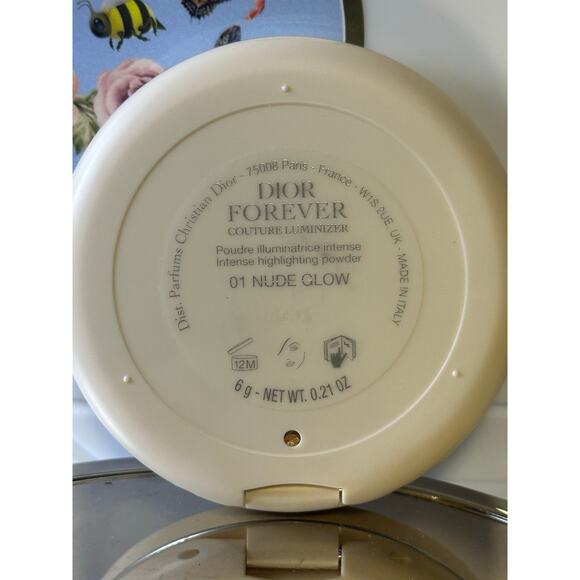 Dist. Parfums Christian Dior - 75008 Paris - France - W1S 2UE. UK - MADE IN ITALY
DIOR
FOREVER
COUTURE LUMINIZER
Poudre illuminatrice intense
Intense highlighting powder
01 NUDE GLOW
12M
6 g - NET WT. 0.21 OZ